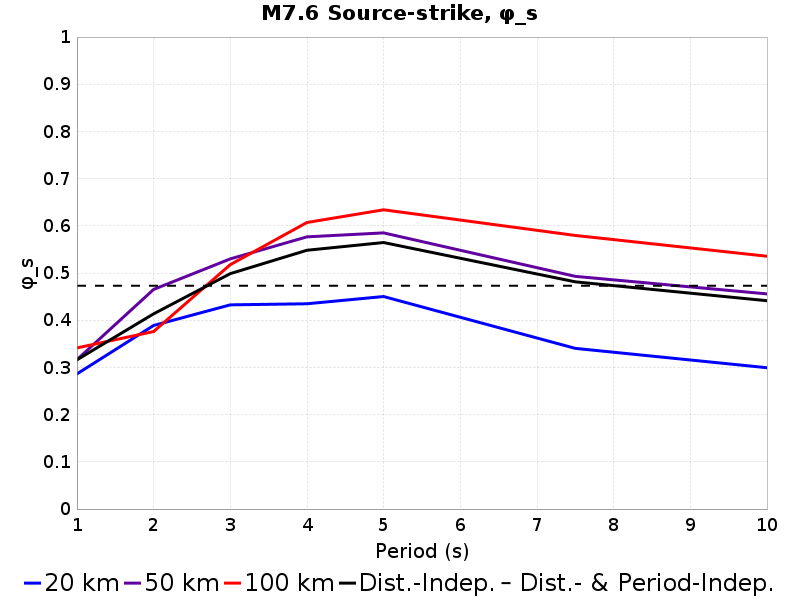 M7.6 Source-strike, φ_s
1
0.9
0.8
0.7
0.6
0.5
0.4
0.3
0.2
0.1
0
φ_s
1 2 3 4 5 6 7 8 9 10
Period (s)
20 km 50 km 100 km Dist.-Indep. Dist.- & Period-Indep.